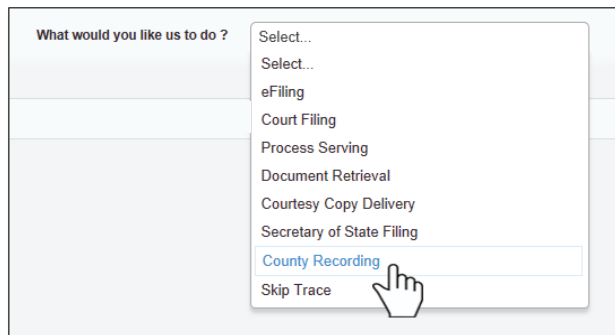 What would you like us to do ? Select...
Select...
eFiling
Court Filing
Process Serving
Document Retrieval
Courtesy Copy Delivery
Secretary of State Filing
County Recording
Skip Trace